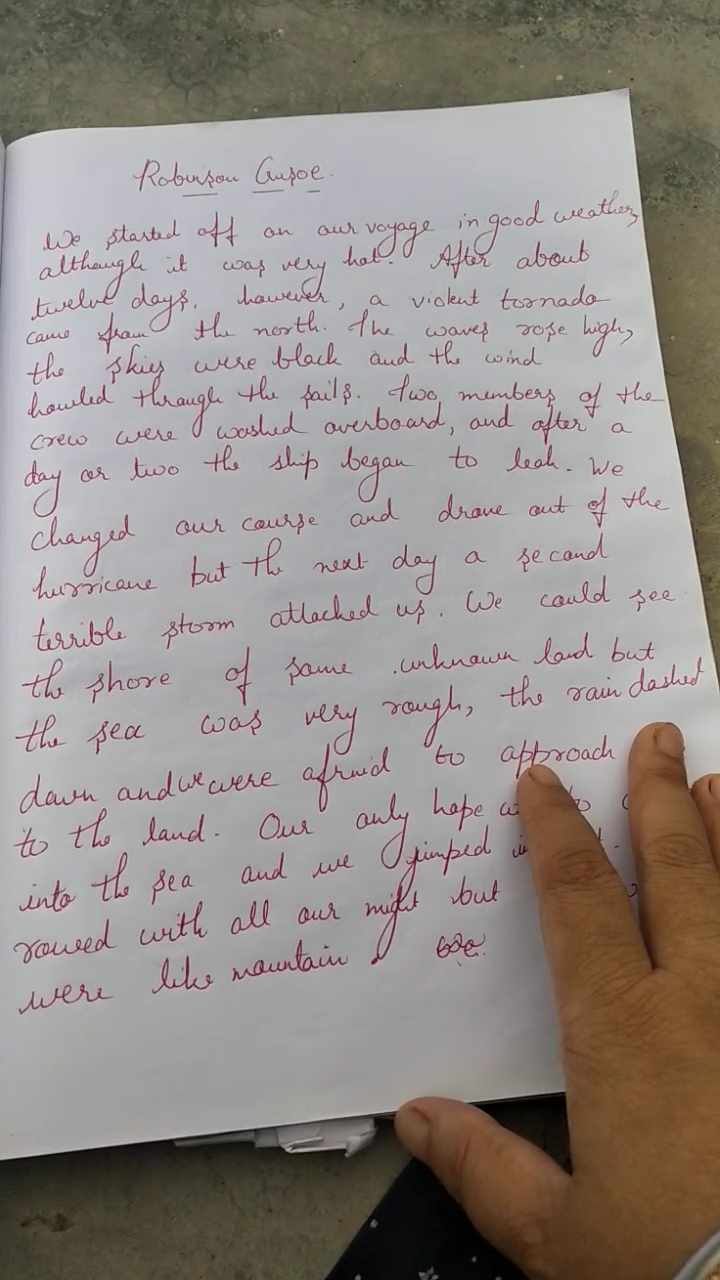 Robinson Crusoe.
We started off on our voyage in good weather,
although it was very hot. After about
twelve days. however, a violent tornado
came from the north. The waves rose high,
the skies were black and the wind
howled through the sails. Two members of the
crew were washed overboard, and after a
day or two the ship began to leak. We
changed our course and drove out of the
hurricane but the next day a second
terrible storm attacked us. We could see
the shore of some unknown land but
the sea was very rough, the rain dashed
down and we were afraid to approach
to the land. Our only hope to
into the sea and we jumped
rowed with all our might but
were like mountain